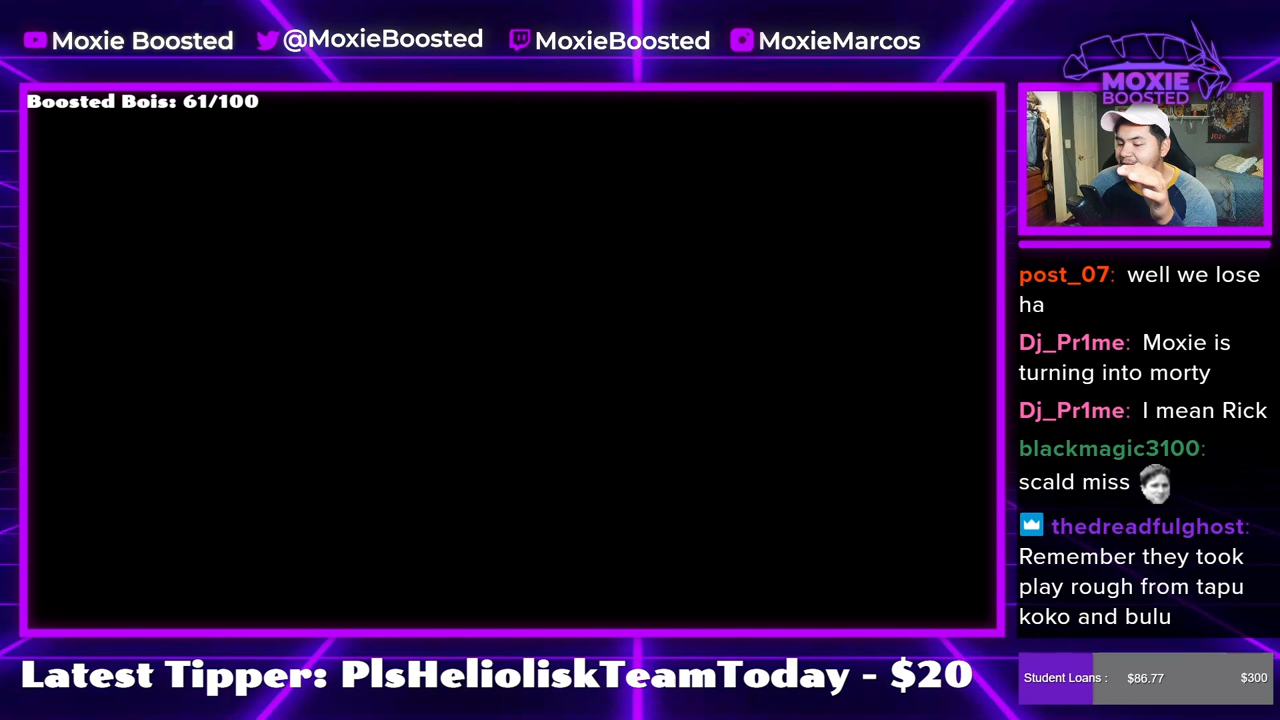 Moxie Boosted @MoxieBoosted MoxieBoosted MoxieMarcos
MOXIE
BOOSTED
Boosted Bois: 61/100
post_07: well we lose
ha
Dj_Pr1me: Moxie is
turning into morty
Dj_Pr1me: I mean Rick
blackmagic3100:
scald miss
thedreadfulghost:
Remember they took
play rough from tapu
koko and bulu
Latest Tipper: PlsHelioliskTeamToday - $20
Student Loans : $86.77 $300